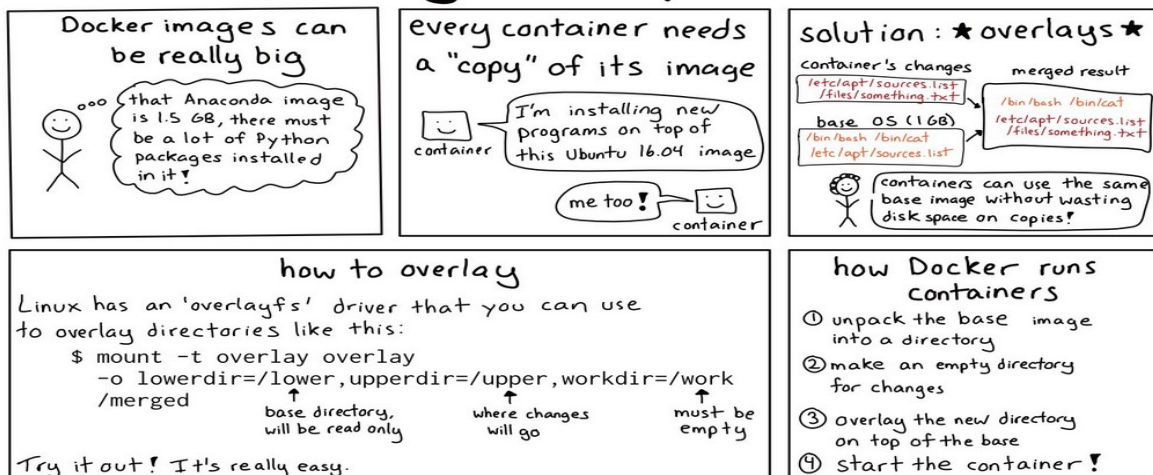 Docker images can
be really big
that Anaconda image
is 1.5 GB, there must
be a lot of Python
packages installed
in it!
every container needs
a "copy" of its image
container
I'm installing new
programs on top of
this Ubuntu 16.04 image
me too!
container
solution: ★ overlays ★
container's changes
/etc/apt/sources.list
/files/something.txt
base OS (1GB)
/bin/bash /bin/cat
/etc/apt/sources.list
merged result
/bin/bash /bin/cat
/etc/apt/sources.list
/files/something.txt
containers can use the same
base image without wasting
disk space on copies!
how to overlay
Linux has an 'overlayfs' driver that you can use
to overlay directories like this:
$ mount -t overlay overlay
-o lowerdir=/lower,upperdir=/upper,workdir=/work
/merged
base directory,
will be read only
where changes
will go
must be
empty
Try it out! It's really easy.
how Docker runs
containers
① unpack the base image
into a directory
② make an empty directory
for changes
③ overlay the new directory
on top of the base
④ start the container!